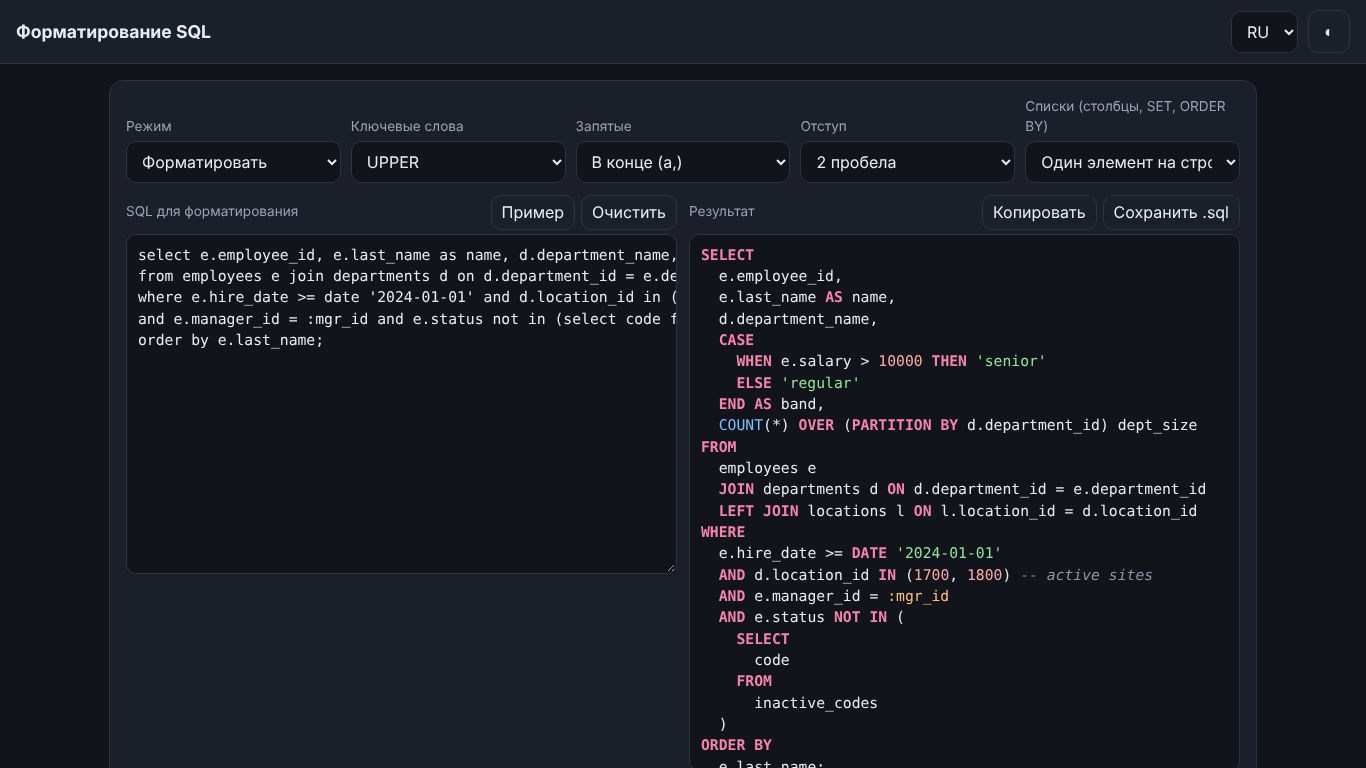 Форматирование SQL
RU
Режим
Форматировать
Ключевые слова
UPPER
Запятые
В конце (a,)
Отступ
2 пробела
Списки (столбцы, SET, ORDER
BY)
Один элемент на стро
SQL для форматирования
Пример
Очистить
select e.employee_id, e.last_name as name, d.department_name,
from employees e join departments d on d.department_id = e.de
where e.hire_date >= date '2024-01-01' and d.location_id in (
and e.manager_id = :mgr_id and e.status not in (select code f
order by e.last_name;
Результат
Копировать
Сохранить .sql
SELECT
  e.employee_id,
  e.last_name AS name,
  d.department_name,
  CASE
    WHEN e.salary > 10000 THEN 'senior'
    ELSE 'regular'
  END AS band,
  COUNT(*) OVER (PARTITION BY d.department_id) dept_size
FROM
  employees e
  JOIN departments d ON d.department_id = e.department_id
  LEFT JOIN locations l ON l.location_id = d.location_id
WHERE
  e.hire_date >= DATE '2024-01-01'
  AND d.location_id IN (1700, 1800) -- active sites
  AND e.manager_id = :mgr_id
  AND e.status NOT IN (
    SELECT
      code
    FROM
      inactive_codes
  )
ORDER BY
  e.last_name;